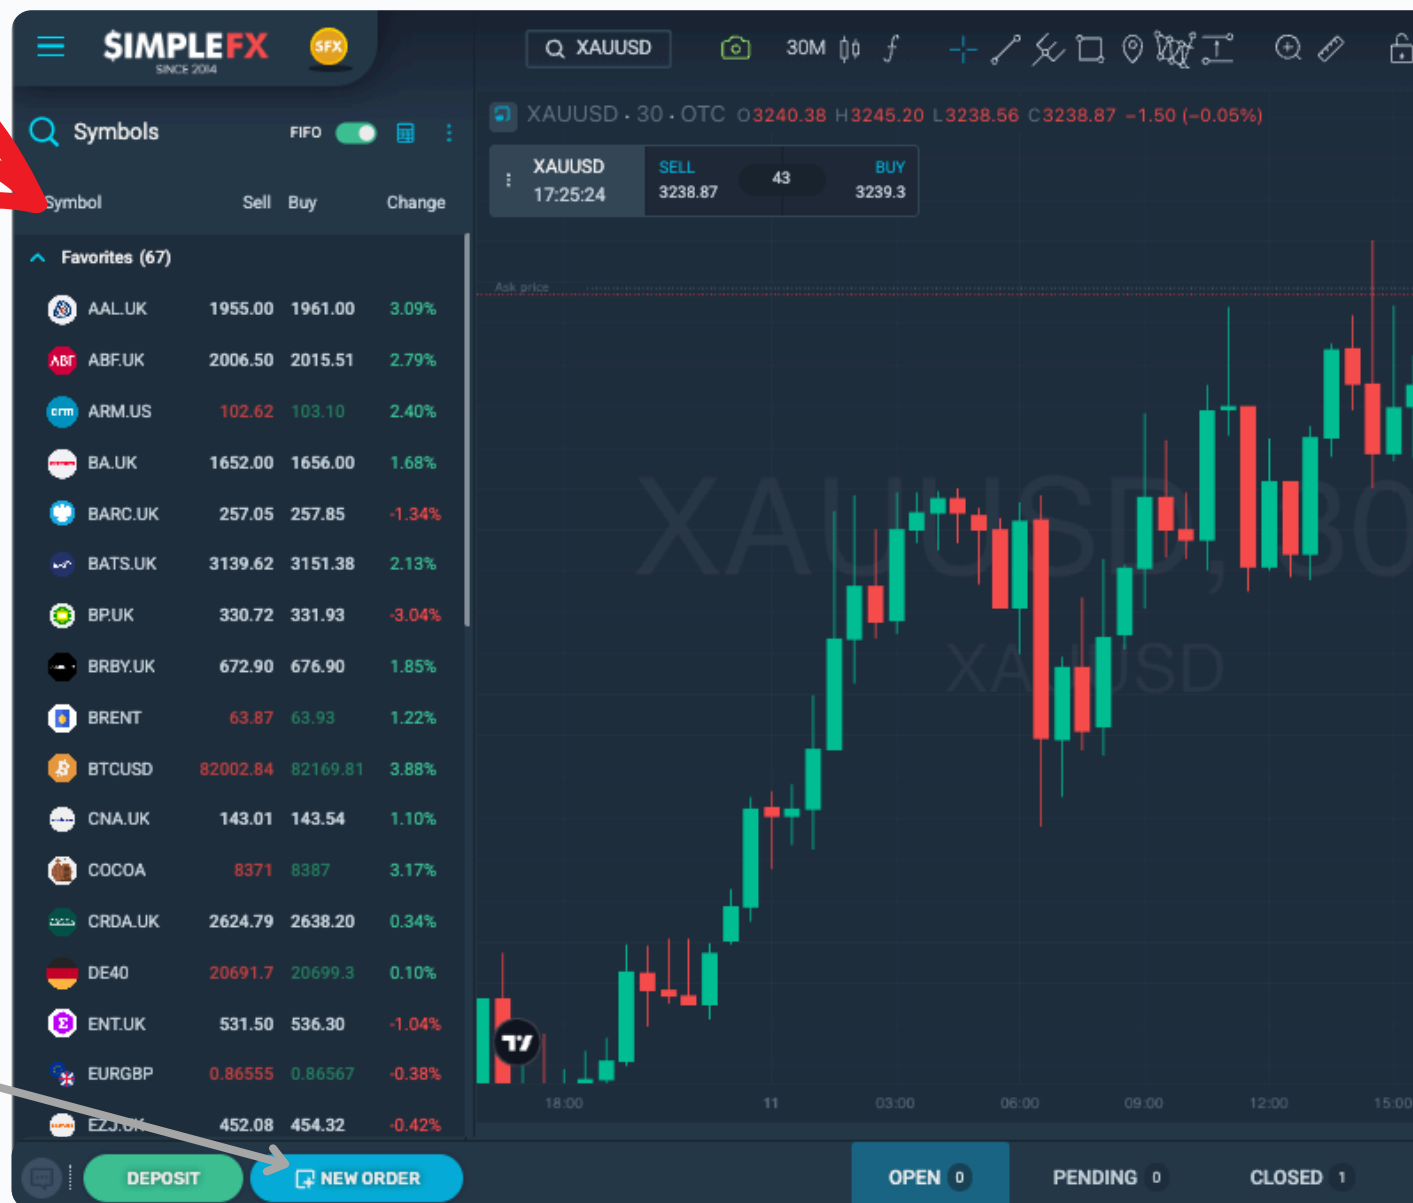 $IMPLEFX
SINCE 2014
SFX
XAUUSD
30M
Symbols
FIFO
Symbol Sell Buy Change
Favorites (67)
AAL.UK 1955.00 1961.00 3.09%
ABF.UK 2006.50 2015.51 2.79%
ARM.US 102.62 103.10 2.40%
BA.UK 1652.00 1656.00 1.68%
BARC.UK 257.05 257.85 -1.34%
BATS.UK 3139.62 3151.38 2.13%
BP.UK 330.72 331.93 -3.04%
BRBY.UK 672.90 676.90 1.85%
BRENT 63.87 63.93 1.22%
BTCUSD 82002.84 82169.81 3.88%
CNA.UK 143.01 143.54 1.10%
COCOA 8371 8387 3.17%
CRDA.UK 2624.79 2638.20 0.34%
DE40 20691.7 20699.3 0.10%
ENT.UK 531.50 536.30 -1.04%
EURGBP 0.86555 0.86567 -0.38%
EZJ.UK 452.08 454.32 -0.42%
DEPOSIT
NEW ORDER
XAUUSD · 30 · OTC O3240.38 H3245.20 L3238.56 C3238.87 −1.50 (−0.05%)
XAUUSD
17:25:24
SELL
3238.87
43
BUY
3239.3
Ask price
XAUUSD, 30
XAUUSD
18:00 11 03:00 06:00 09:00 12:00 15:00
OPEN 0
PENDING 0
CLOSED 1